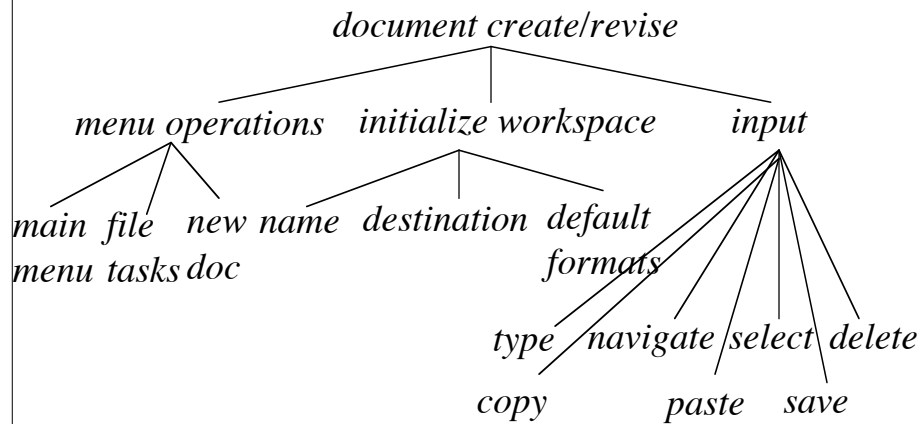 document create/revise
menu operations initialize workspace input
main file new name destination default
menu tasks doc formats
type navigate select delete
copy paste save